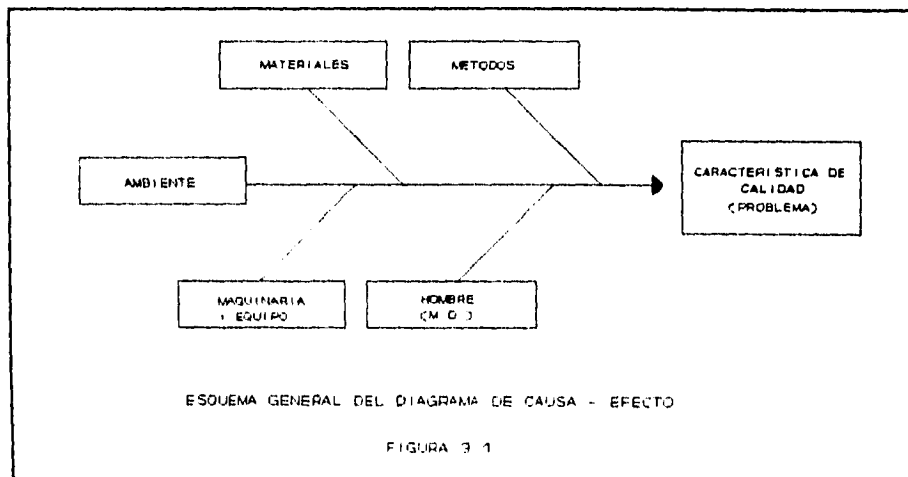 MATERIALES
METODOS
AMBIENTE
CARACTERISTICA DE
CALIDAD
(PROBLEMA)
MAQUINARIA
EQUIPO
HOMBRE
(M O )
ESQUEMA GENERAL DEL DIAGRAMA DE CAUSA - EFECTO
FIGURA 3 1